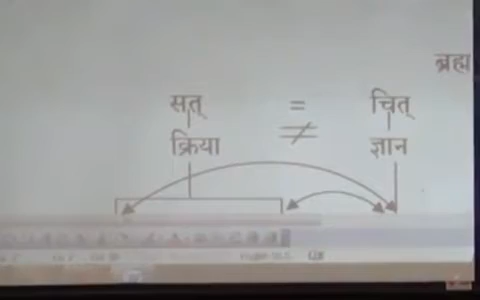 ब्रह्म
सत् = चित्
≠
क्रिया ज्ञान